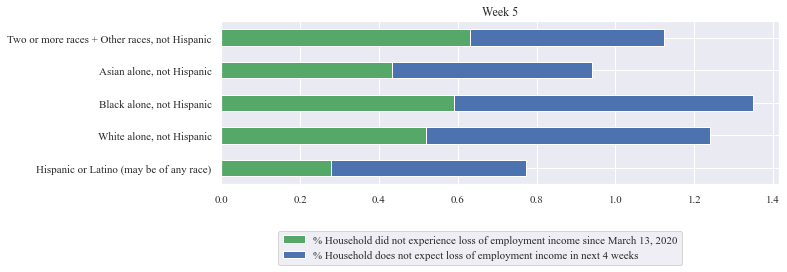 Week 5
Two or more races + Other races, not Hispanic
Asian alone, not Hispanic
Black alone, not Hispanic
White alone, not Hispanic
Hispanic or Latino (may be of any race)
0.0 0.2 0.4 0.6 0.8 1.0 1.2 1.4
% Household did not experience loss of employment income since March 13, 2020
% Household does not expect loss of employment income in next 4 weeks